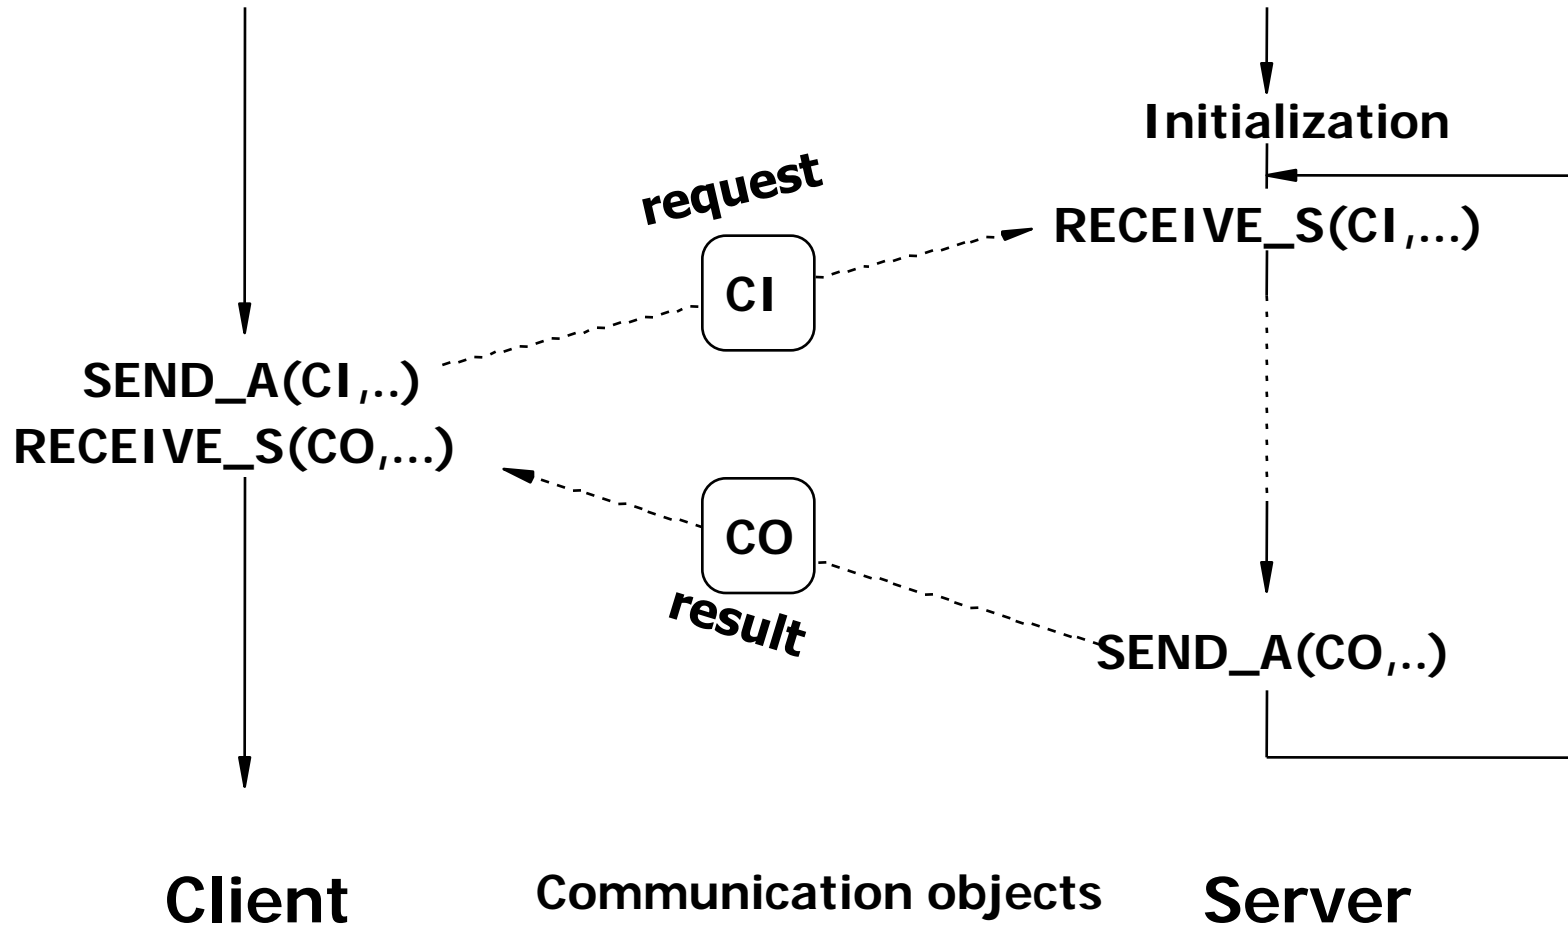 Initialization
request
RECEIVE_S(CI,...)
CI
SEND_A(CI,..)
RECEIVE_S(CO,...)
CO
result
SEND_A(CO,..)
Client
Communication objects
Server